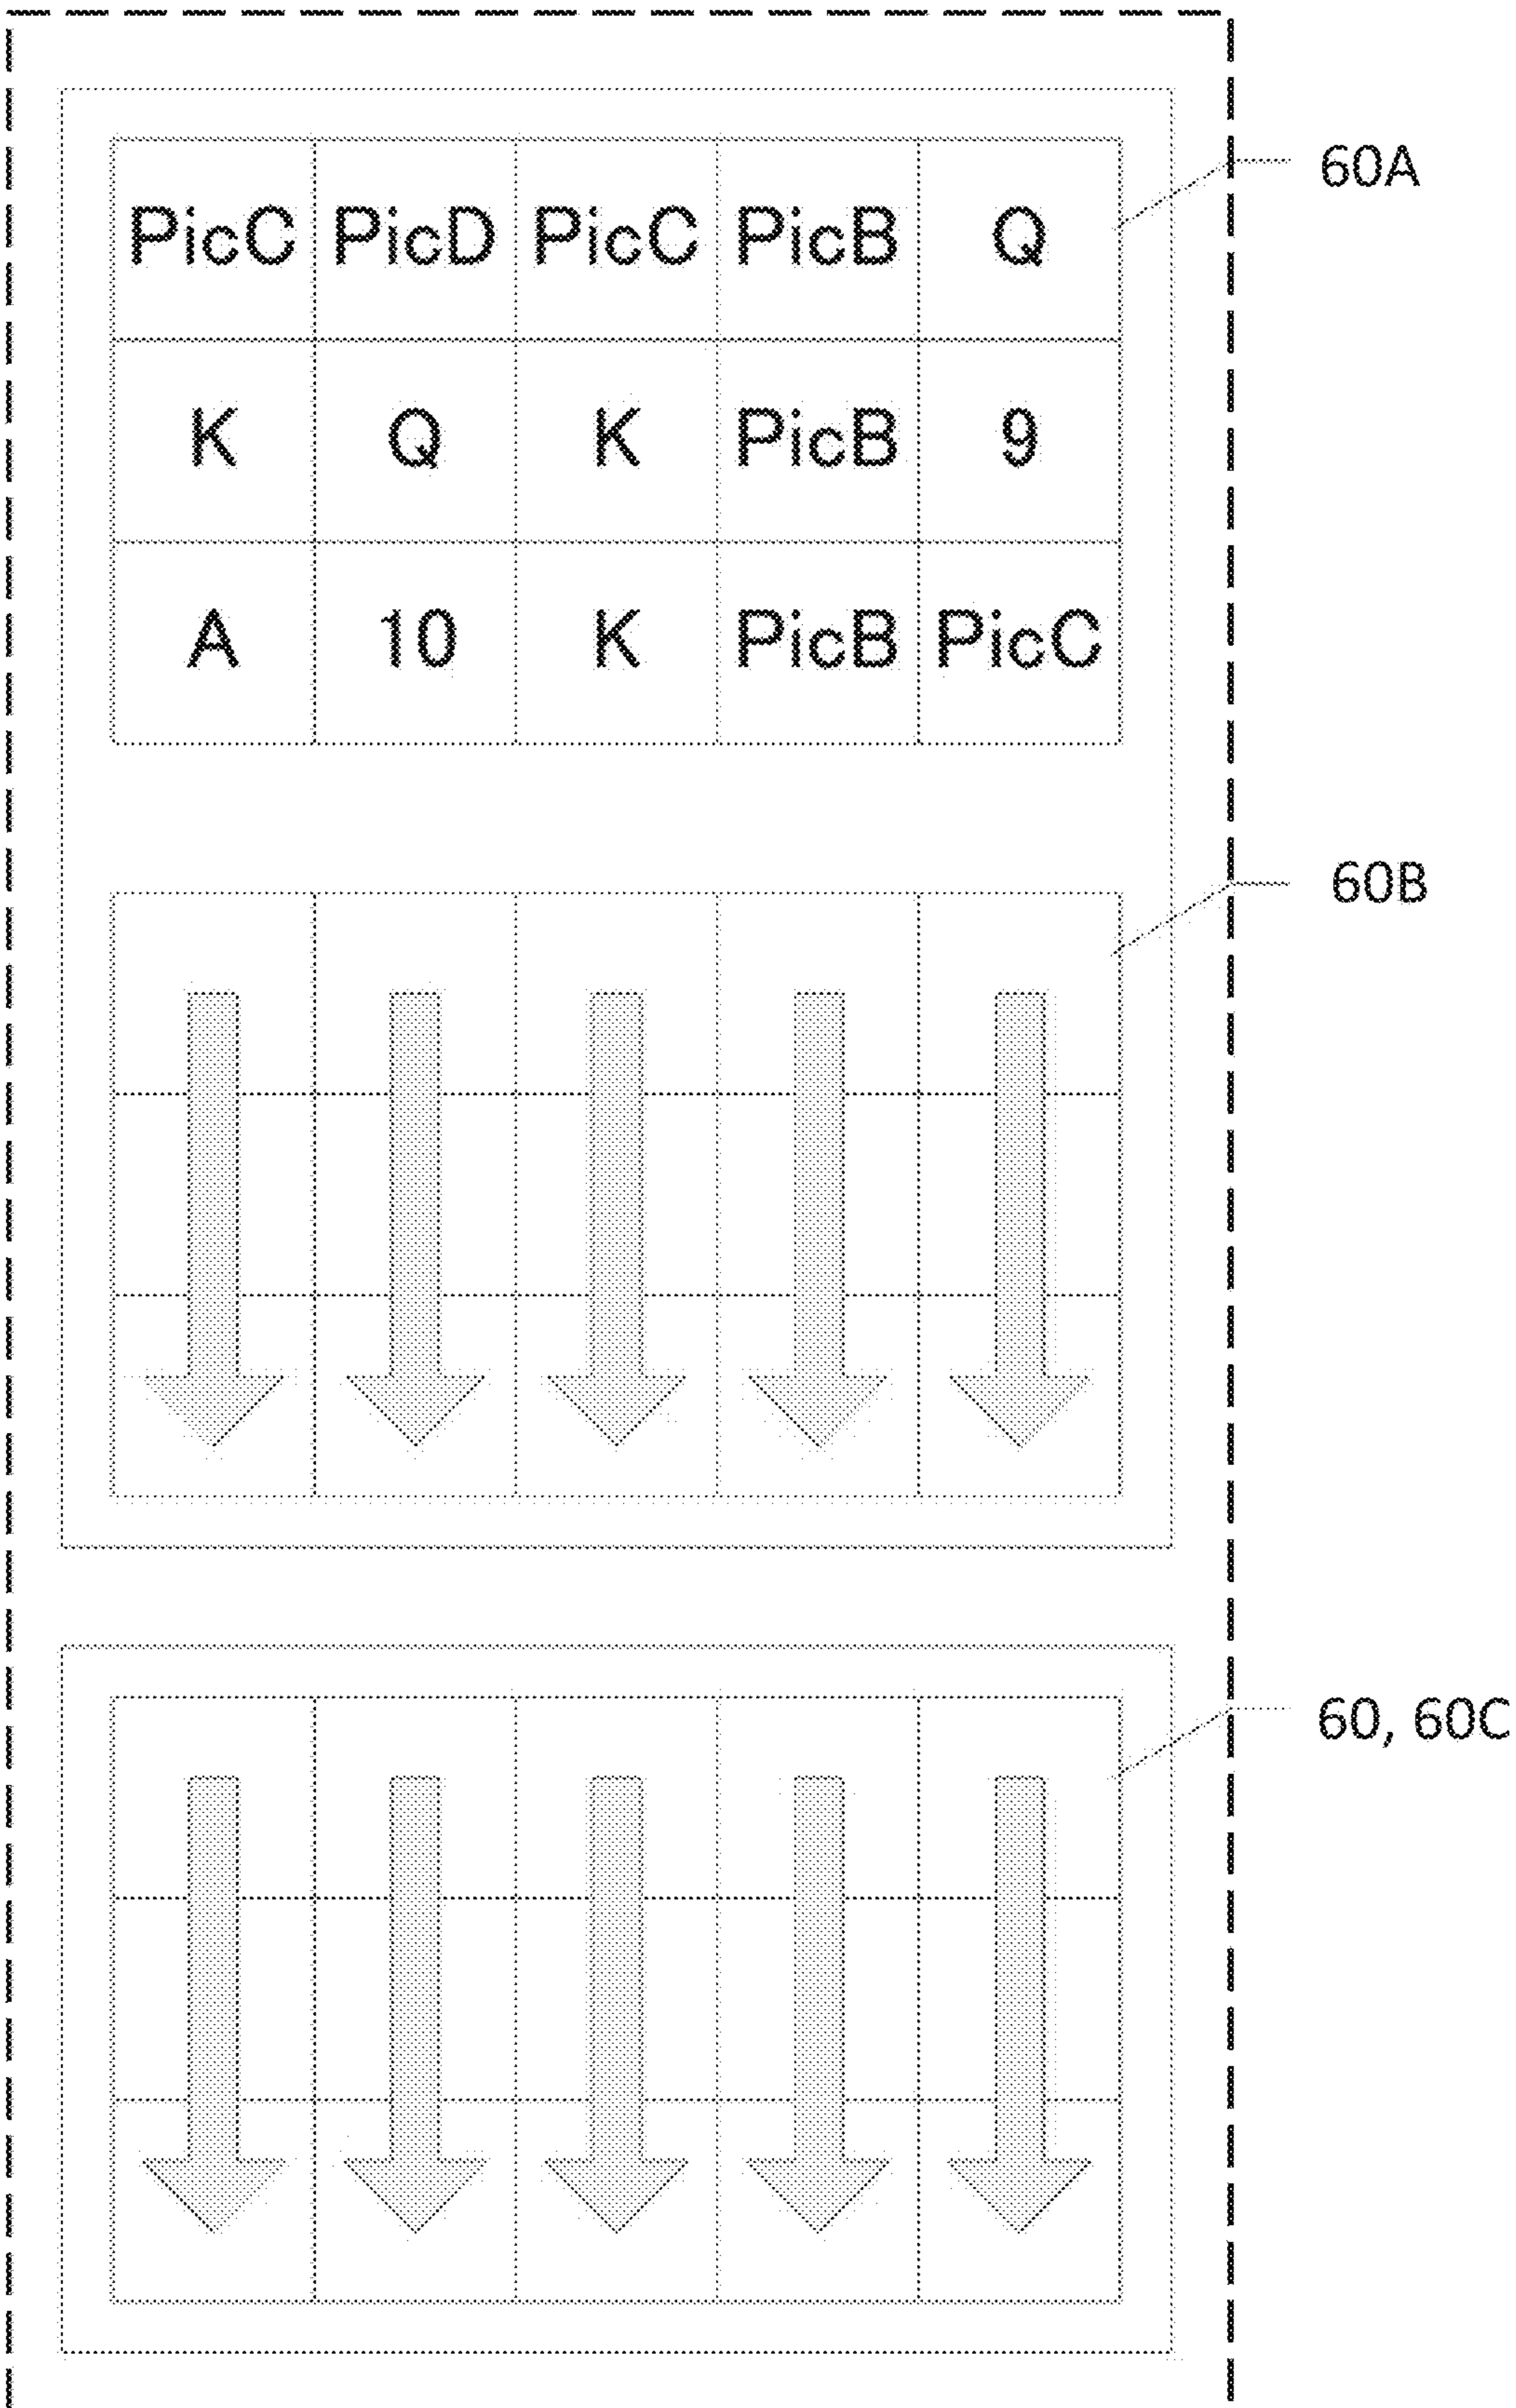 PicC PicD PicC PicB Q
60A
K Q K PicB 9
A 10 K PicB PicC
60B
60, 60C